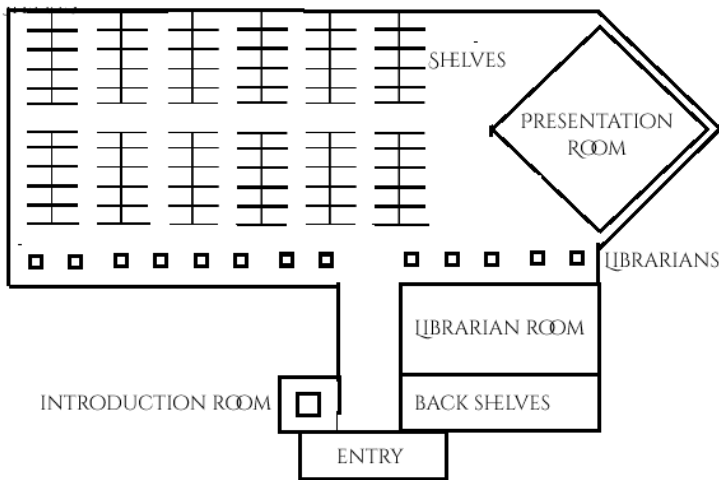 SHELVES
PRESENTATION
ROOM
LIBRARIANS
LIBRARIAN ROOM
INTRODUCTION ROOM
BACK SHELVES
ENTRY